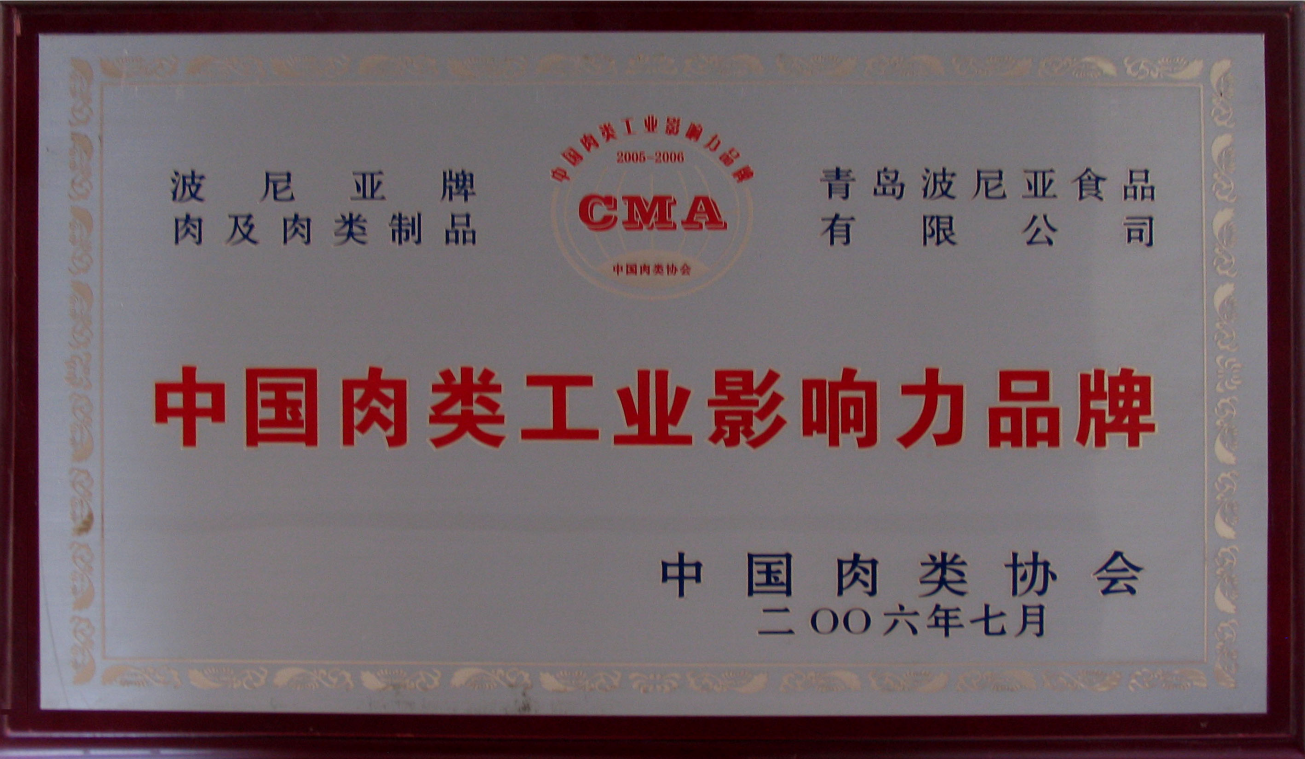 中国肉类工业影响力品牌
2005-2006
CMA
中国肉类协会
波尼亚牌
肉及肉类制品
青岛波尼亚食品
有限公司
中国肉类工业影响力品牌
中国肉类协会
二〇〇六年七月